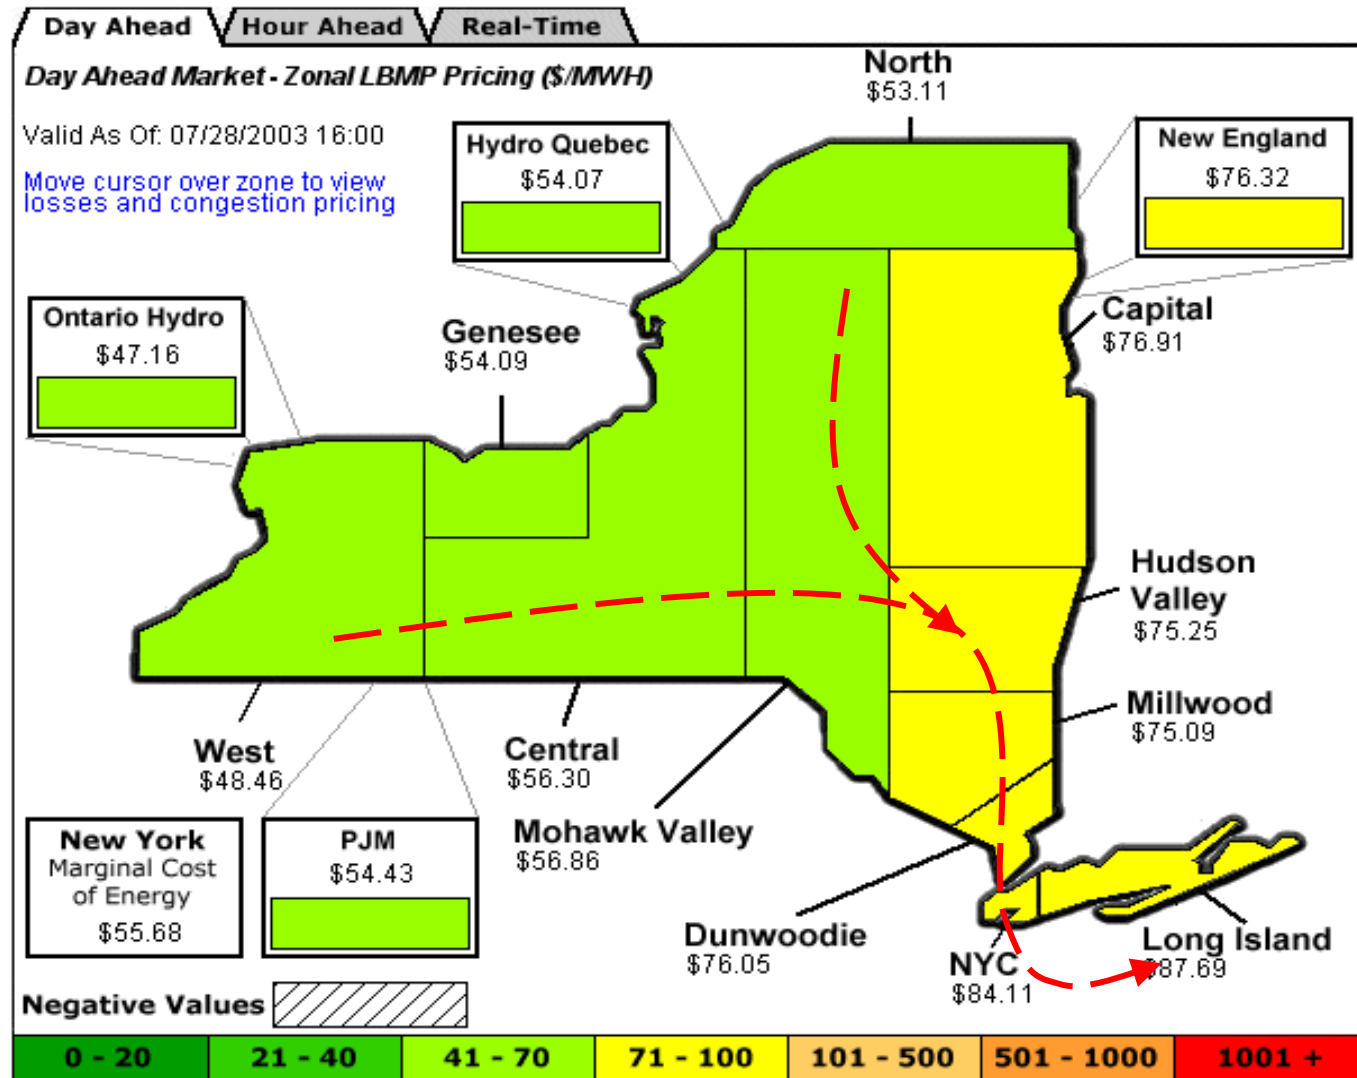 Day Ahead
Hour Ahead
Real-Time
Day Ahead Market - Zonal LBMP Pricing ($/MWH)
Valid As Of: 07/28/2003 16:00
Move cursor over zone to view
losses and congestion pricing
North
$53.11
Hydro Quebec
$54.07
New England
$76.32
Ontario Hydro
$47.16
Genesee
$54.09
Capital
$76.91
Hudson
Valley
$75.25
Millwood
$75.09
West
$48.46
Central
$56.30
Mohawk Valley
$56.86
New York
Marginal Cost
of Energy
$55.68
PJM
$54.43
Dunwoodie
$76.05
NYC
$84.11
Long Island
$87.69
Negative Values
0 - 20
21 - 40
41 - 70
71 - 100
101 - 500
501 - 1000
1001 +